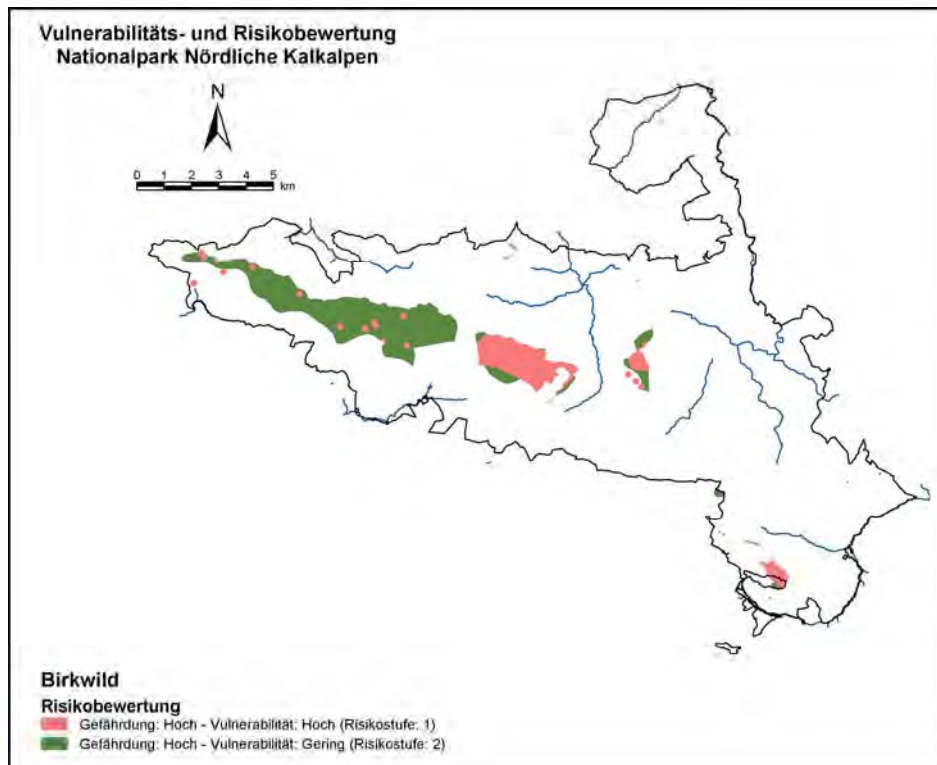 Vulnerabilitäts- und Risikobewertung
Nationalpark Nördliche Kalkalpen
N
0 1 2 3 4 5
km
Birkwild
Risikobewertung
Gefährdung: Hoch - Vulnerabilität: Hoch (Risikostufe: 1)
Gefährdung: Hoch - Vulnerabilität: Gering (Risikostufe: 2)